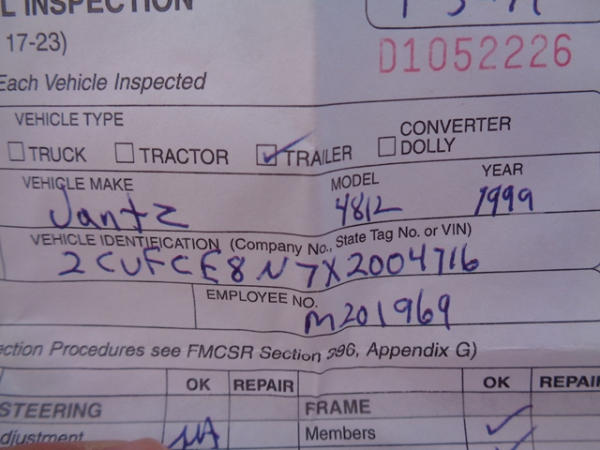 L INSPECTION
17-23)
D1052226
Each Vehicle Inspected
VEHICLE TYPE
TRUCK TRACTOR TRAILER CONVERTER DOLLY
VEHICLE MAKE MODEL YEAR
Jantz 4812 1999
VEHICLE IDENTIFICATION (Company No., State Tag No. or VIN)
2CUFCE8N7X2004716
EMPLOYEE NO.
M201969
ction Procedures see FMCSR Section 396, Appendix G)
OK REPAIR OK REPAI
STEERING FRAME
djustment NA Members